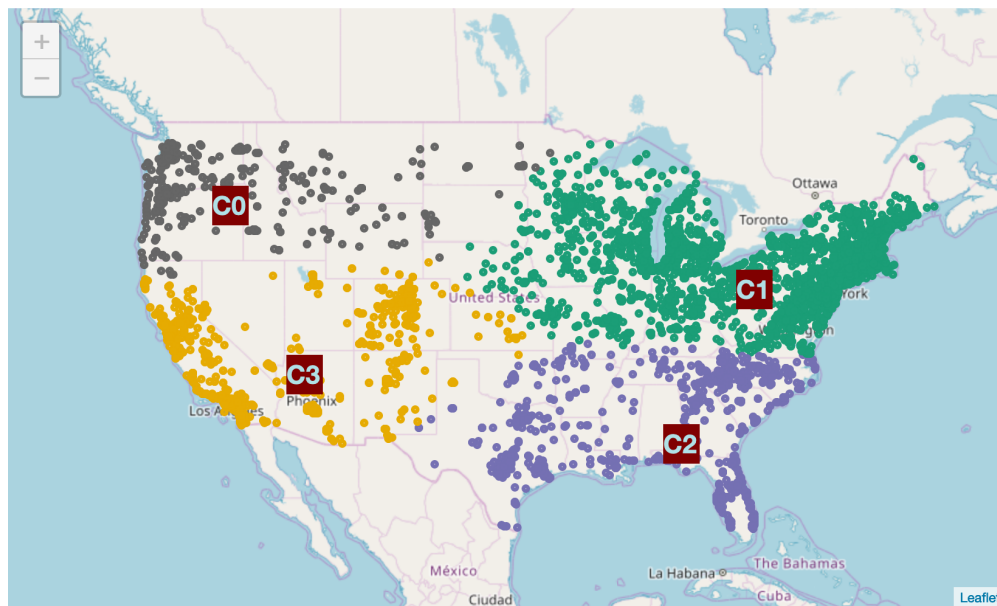 +
−
Ottawa
C0
Toronto
United States
C1
York
Washington
C3
Phoenix
Los Angeles
C2
La Habana
The Bahamas
México
Cuba
Ciudad
Leaflet